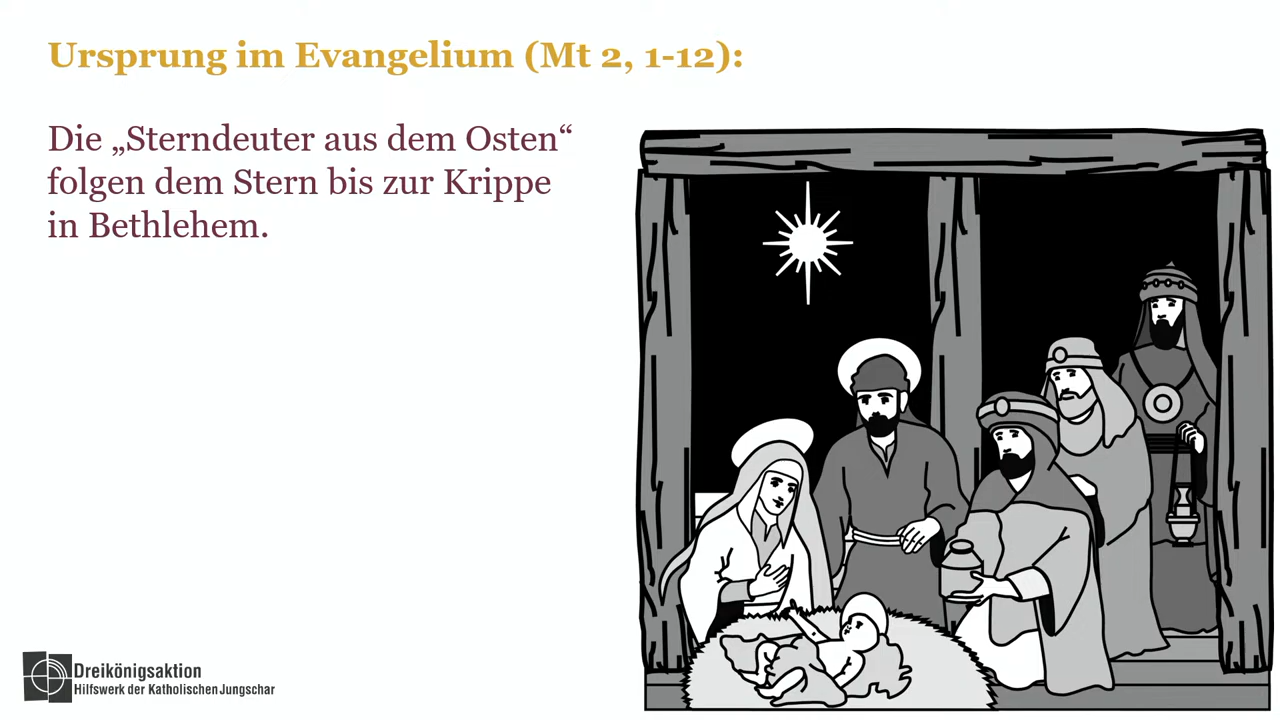 Ursprung im Evangelium (Mt 2, 1-12):
Die „Sterndeuter aus dem Osten“
folgen dem Stern bis zur Krippe
in Bethlehem.
Dreikönigsaktion
Hilfswerk der Katholischen Jungschar